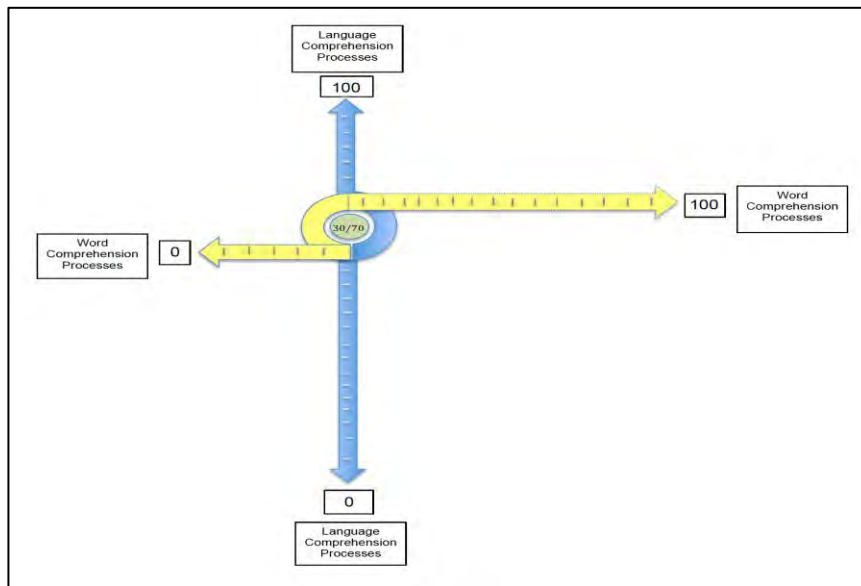 Language
Comprehension
Processes
100
100
Word
Comprehension
Processes
30/70
Word
Comprehension
Processes
0
0
Language
Comprehension
Processes